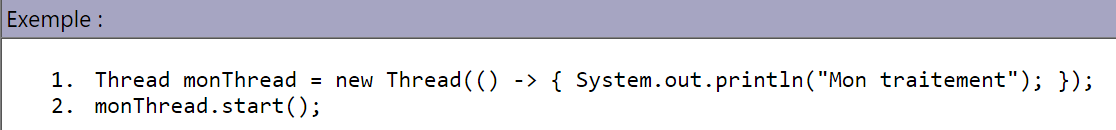 Exemple :
1. Thread monThread = new Thread(() -> { System.out.println("Mon traitement"); });
2. monThread.start();